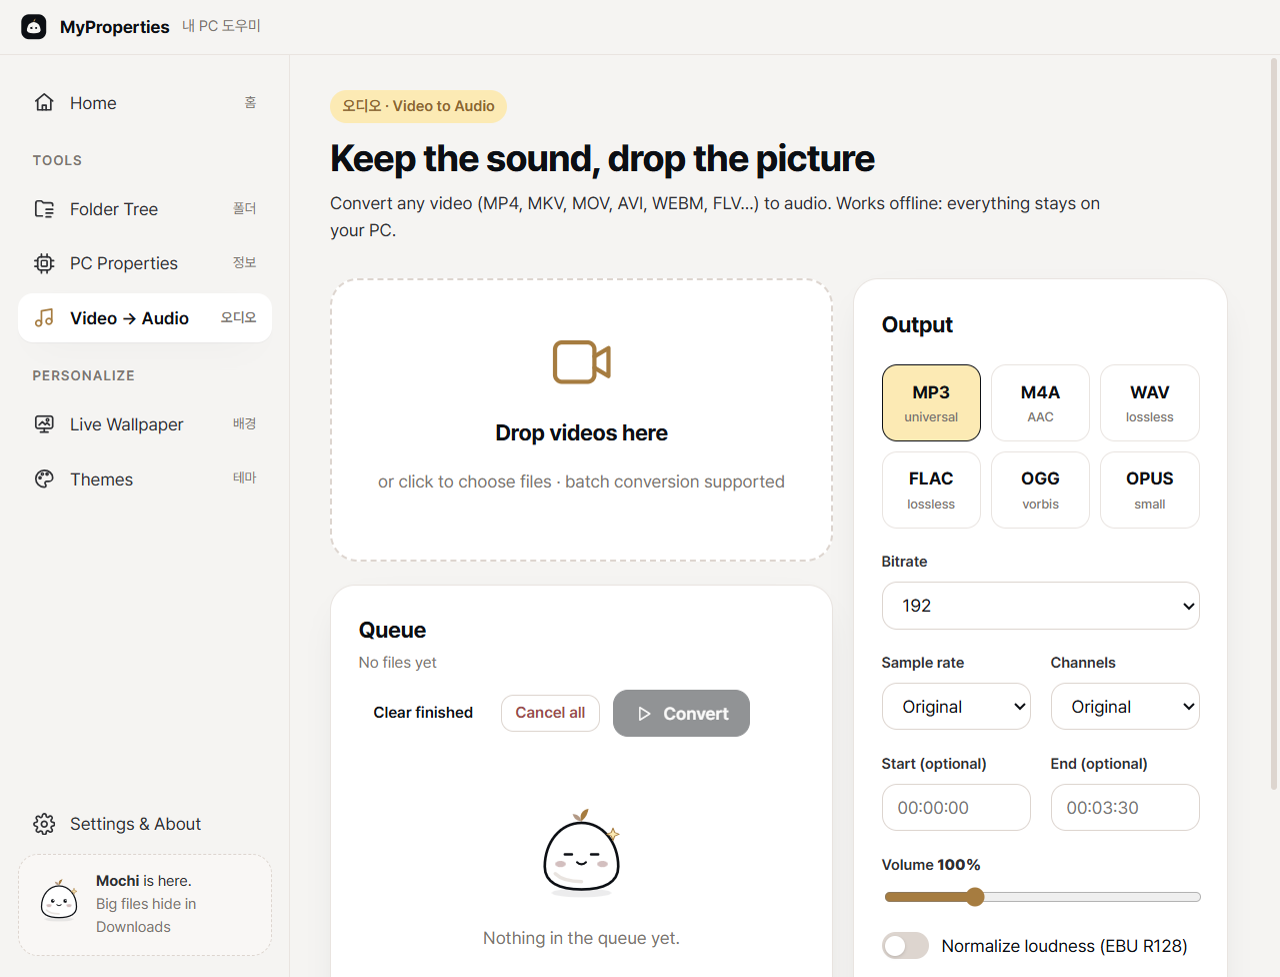 MyProperties 내 PC 도우미
Home 홈
TOOLS
Folder Tree 폴더
PC Properties 정보
Video → Audio 오디오
PERSONALIZE
Live Wallpaper 배경
Themes 테마
Settings & About
Mochi is here.
Big files hide in
Downloads
오디오 · Video to Audio
Keep the sound, drop the picture
Convert any video (MP4, MKV, MOV, AVI, WEBM, FLV...) to audio. Works offline: everything stays on
your PC.
Drop videos here
or click to choose files · batch conversion supported
Queue
No files yet
Clear finished Cancel all Convert
Nothing in the queue yet.
Output
MP3 M4A WAV
universal AAC lossless
FLAC OGG OPUS
lossless vorbis small
Bitrate
192
Sample rate Channels
Original Original
Start (optional) End (optional)
00:00:00 00:03:30
Volume 100%
Normalize loudness (EBU R128)